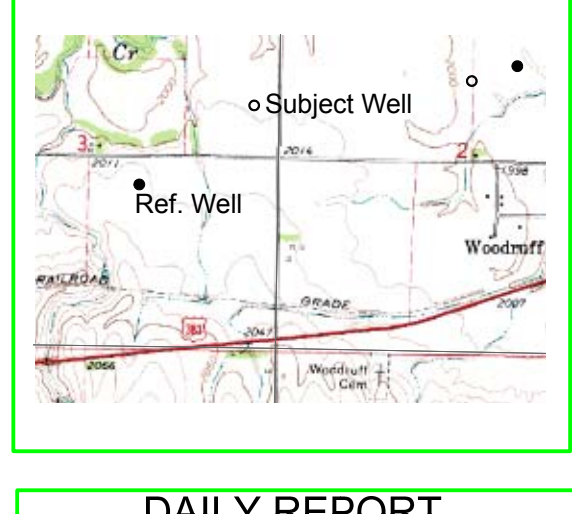 Cr
2000
Subject Well
3
2011
2014
2
1998
Ref. Well
Woodruff
RAILROAD
GRADE
2007
383
2047
2066
Woodruff
Cem
DAILY REPORT